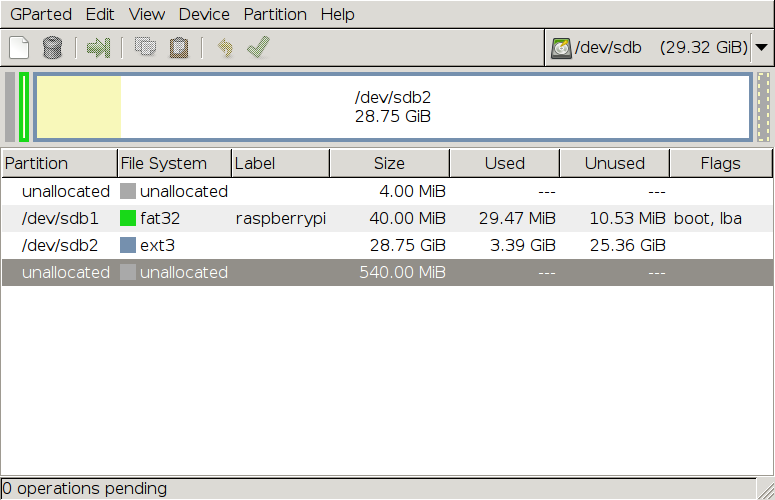 GParted Edit View Device Partition Help
/dev/sdb (29.32 GiB)
/dev/sdb2
28.75 GiB
Partition File System Label Size Used Unused Flags
unallocated unallocated 4.00 MiB --- ---
/dev/sdb1 fat32 raspberrypi 40.00 MiB 29.47 MiB 10.53 MiB boot, lba
/dev/sdb2 ext3 28.75 GiB 3.39 GiB 25.36 GiB
unallocated unallocated 540.00 MiB --- ---
0 operations pending